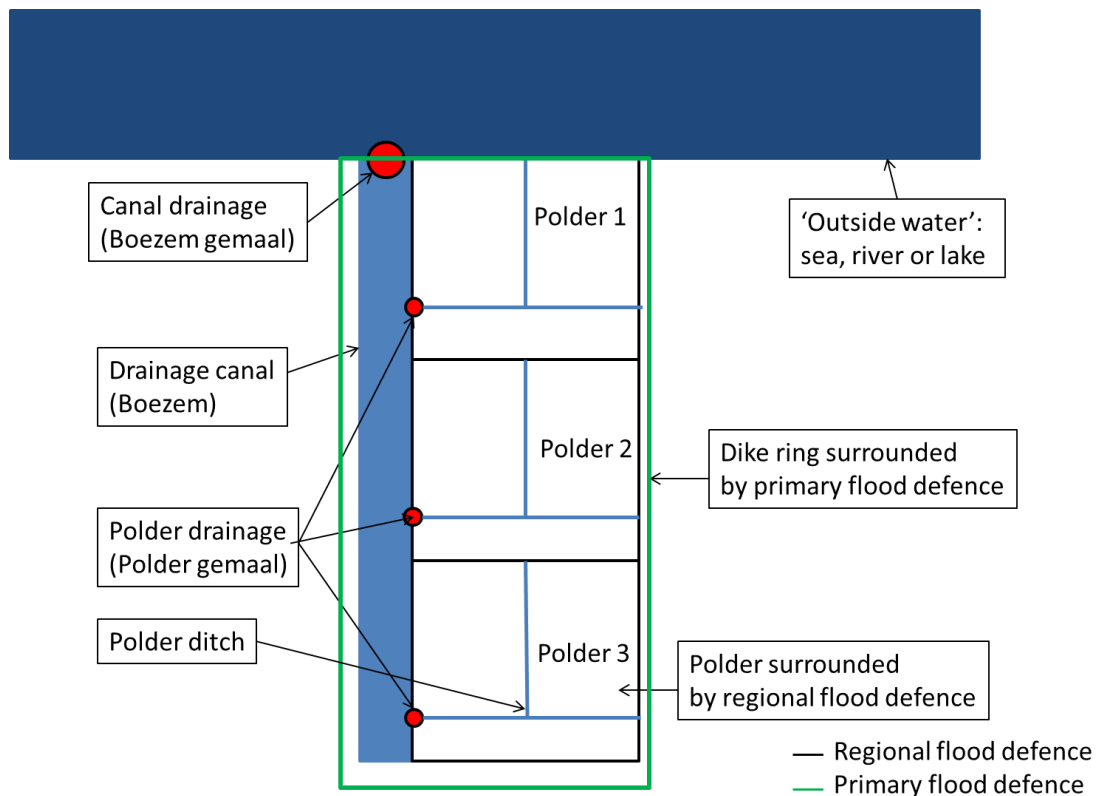 Canal drainage
(Boezem gemaal)
Polder 1
‘Outside water’:
sea, river or lake
Drainage canal
(Boezem)
Polder 2
Dike ring surrounded
by primary flood defence
Polder drainage
(Polder gemaal)
Polder ditch
Polder 3
Polder surrounded
by regional flood defence
Regional flood defence
Primary flood defence